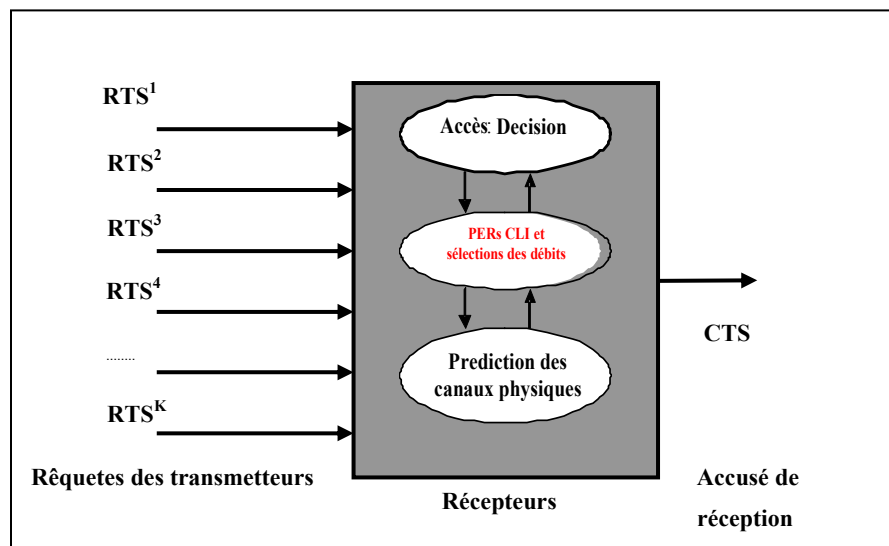 RTS¹
RTS²
RTS³
RTS⁴
........
RTSᴷ
Rêquetes des transmetteurs
Accès: Decision
PERs CLI et
sélections des débits
Prediction des
canaux physiques
Récepteurs
CTS
Accusé de
réception